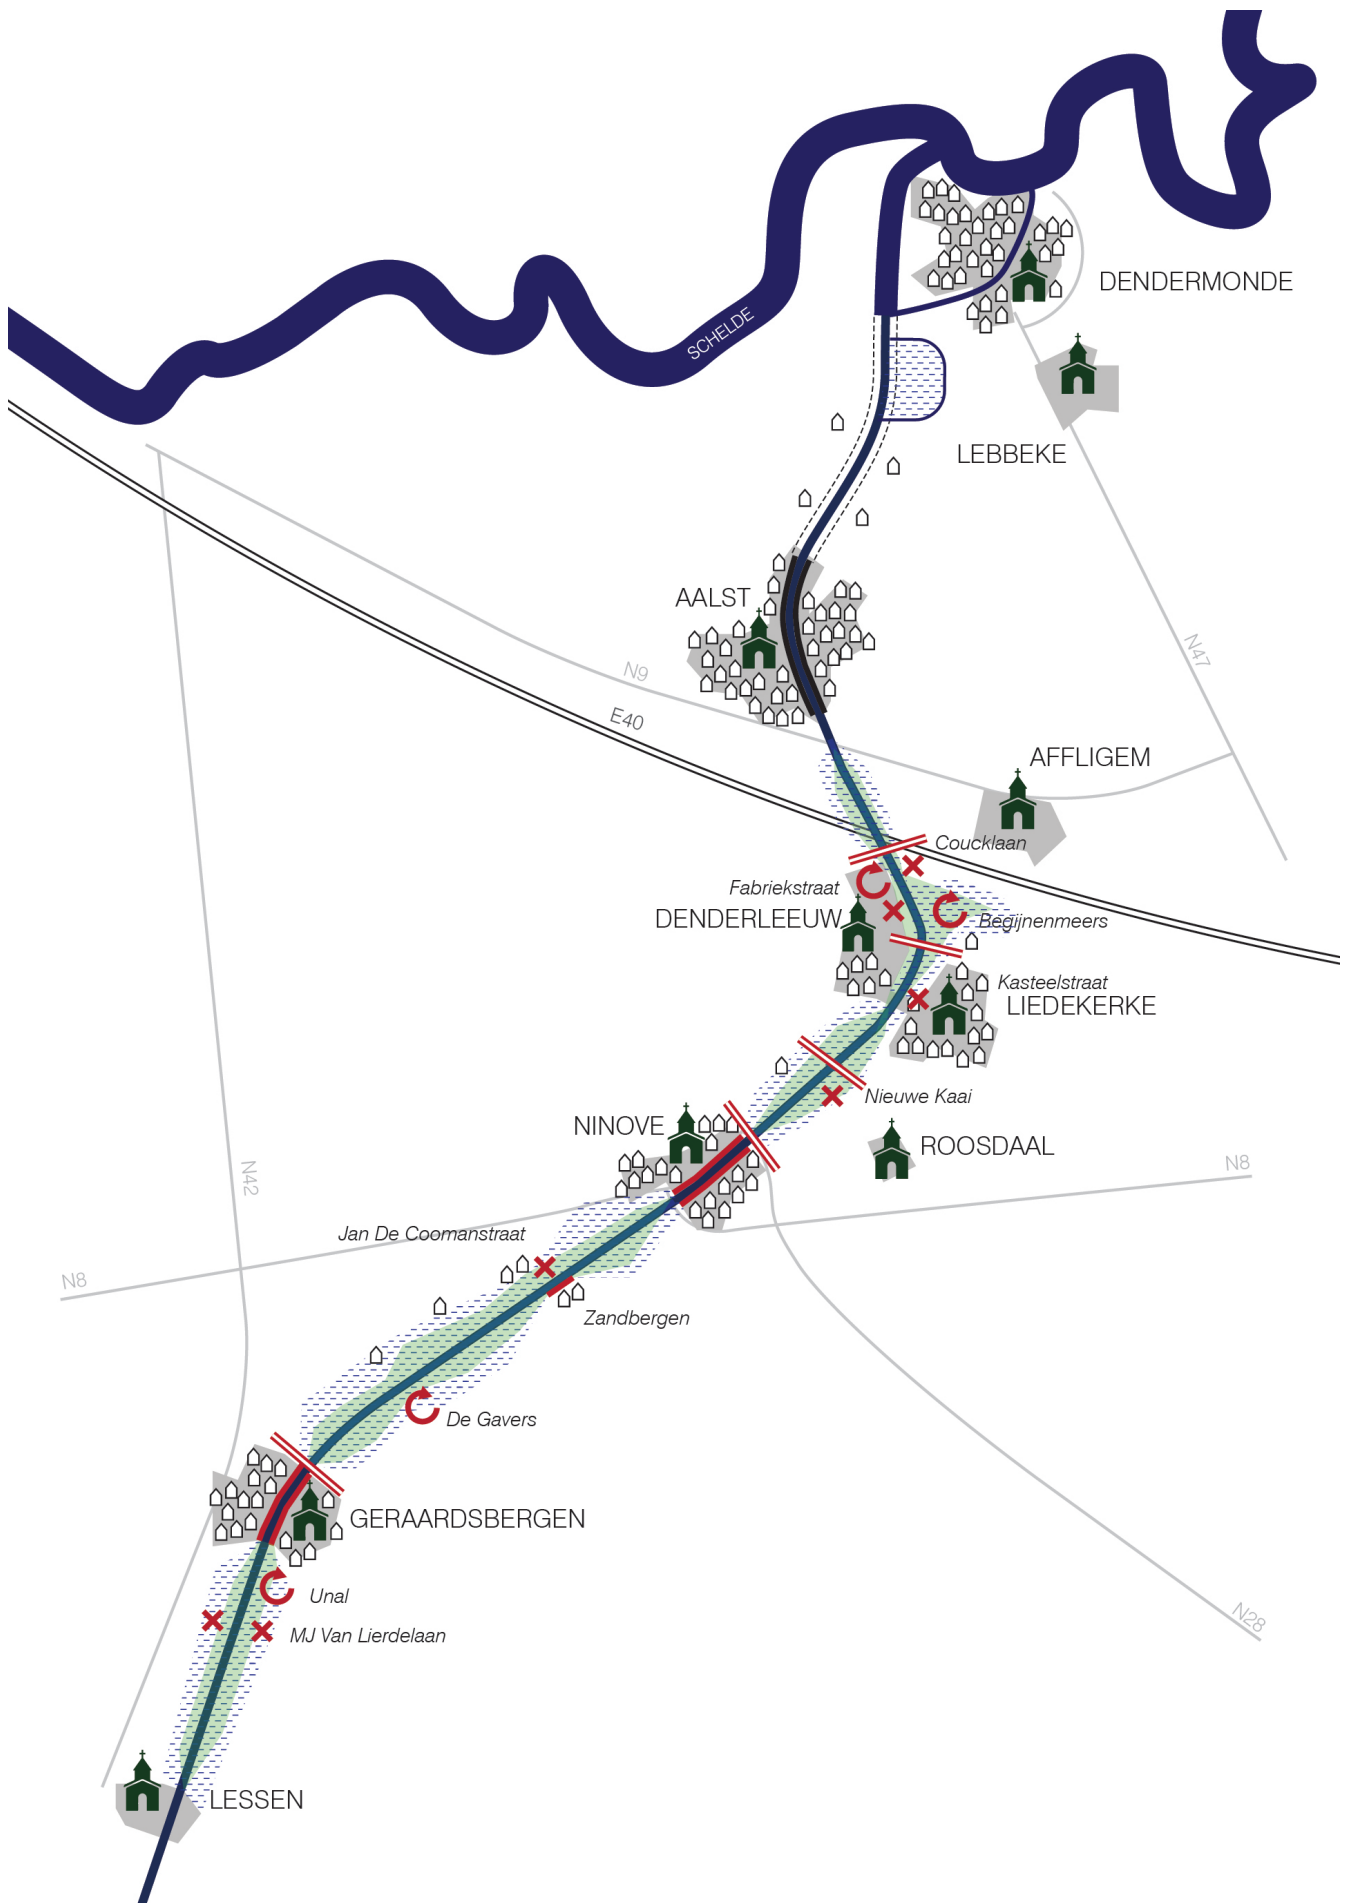 DENDERMONDE
SCHELDE
LEBBEKE
AALST
N47
N9
E40
AFFLIGEM
Coucklaan
Fabriekstraat
DENDERLEEUW
Begijnenmeers
Kasteelstraat
LIEDEKERKE
Nieuwe Kaai
NINOVE
ROOSDAAL
N8
N42
Jan De Coomanstraat
N8
Zandbergen
De Gavers
GERAARDSBERGEN
Unal
N28
MJ Van Lierdelaan
LESSEN